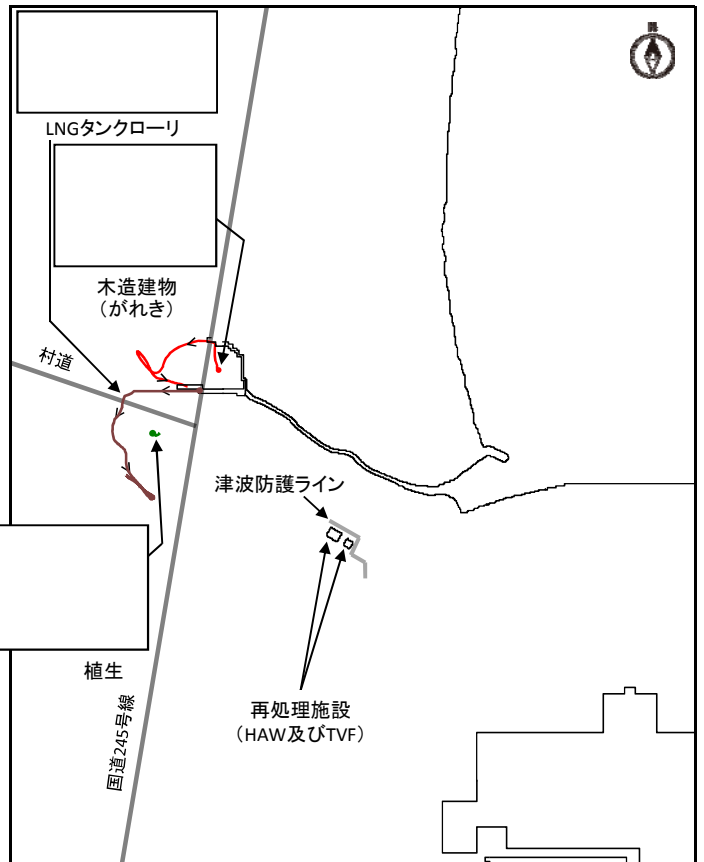 LNGタンクローリ
木造建物
（がれき）
村道
津波防護ライン
植生
再処理施設
（HAW及びTVF）
国道245号線